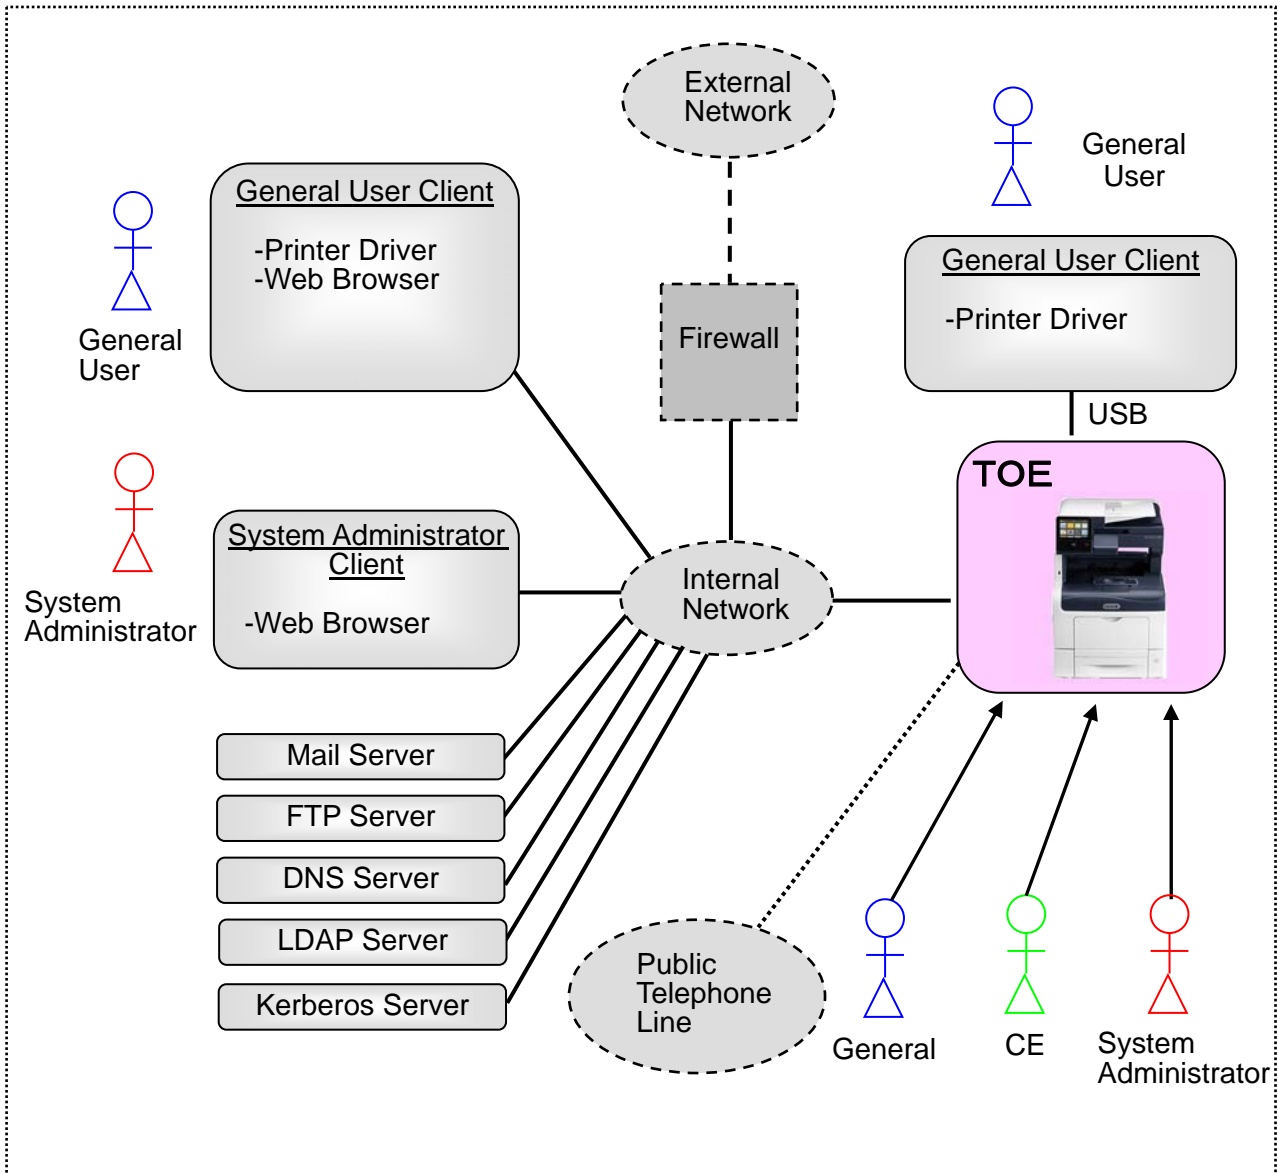 External
Network
General
User
General User Client
-Printer Driver
-Web Browser
General
User
General User Client
-Printer Driver
Firewall
USB
TOE
System Administrator
Client
-Web Browser
System
Administrator
Internal
Network
Mail Server
FTP Server
DNS Server
LDAP Server
Kerberos Server
Public
Telephone
Line
General
CE
System
Administrator